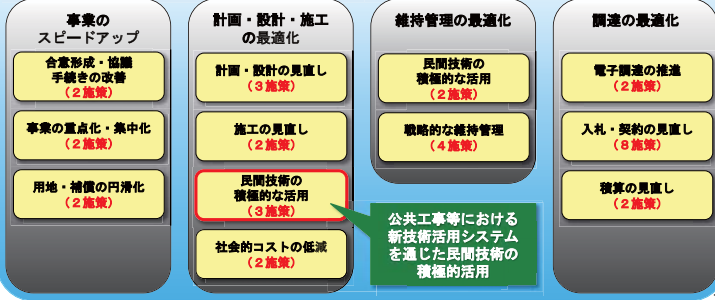 事業の
スピードアップ
合意形成・協議
手続きの改善
（２施策）
事業の重点化・集中化
（２施策）
用地・補償の円滑化
（２施策）
計画・設計・施工
の最適化
計画・設計の見直し
（３施策）
施工の見直し
（２施策）
民間技術の
積極的な活用
（３施策）
社会的コストの低減
（２施策）
維持管理の最適化
民間技術の
積極的な活用
（２施策）
戦略的な維持管理
（４施策）
公共工事等における
新技術活用システム
を通じた民間技術の
積極的活用
調達の最適化
電子調達の推進
（２施策）
入札・契約の見直し
（８施策）
積算の見直し
（２施策）